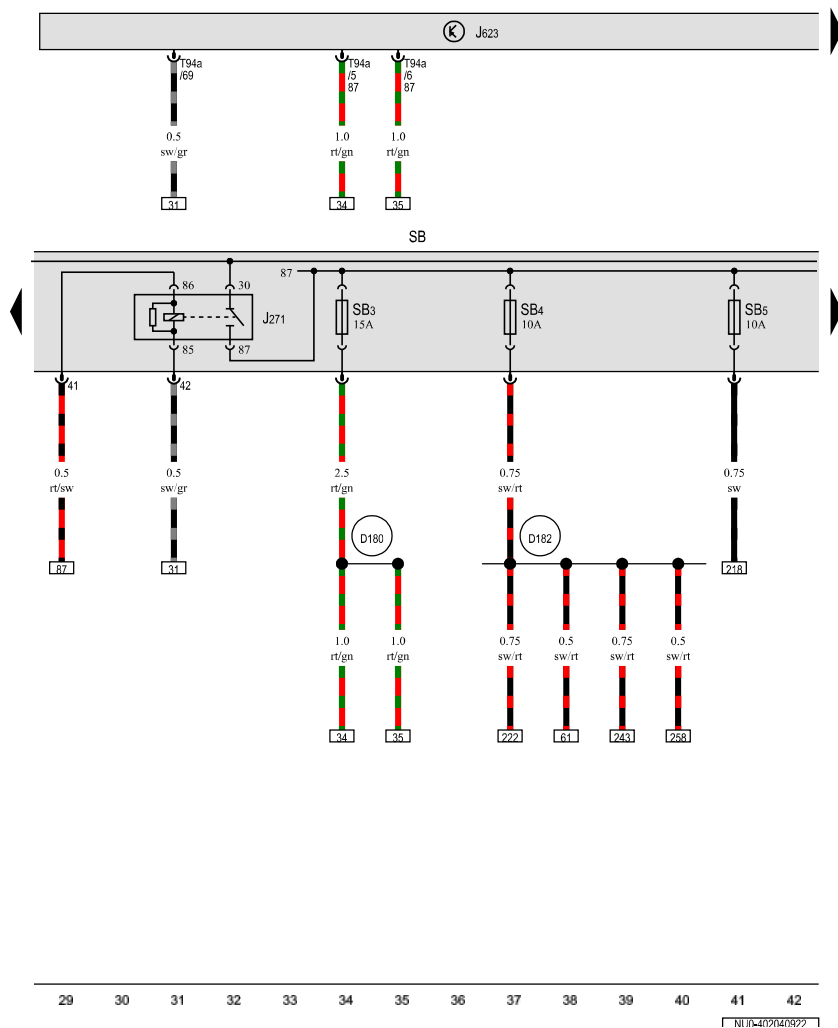 J623
T94a T94a T94a
/69 /5 /6
87 87
0.5 1.0 1.0
sw/gr rt/gn rt/gn
31 34 35
SB
87
86 30
J271
SB3 SB4 SB5
15A 10A 10A
85 87
41 42
0.5 0.5 2.5 0.75 0.75
rt/sw sw/gr rt/gn sw/rt sw
D180 D182
87 31 218
1.0 1.0 0.75 0.5 0.75 0.5
rt/gn rt/gn sw/rt sw/rt sw/rt sw/rt
34 35 222 61 243 258
29 30 31 32 33 34 35 36 37 38 39 40 41 42
NU0-402040922